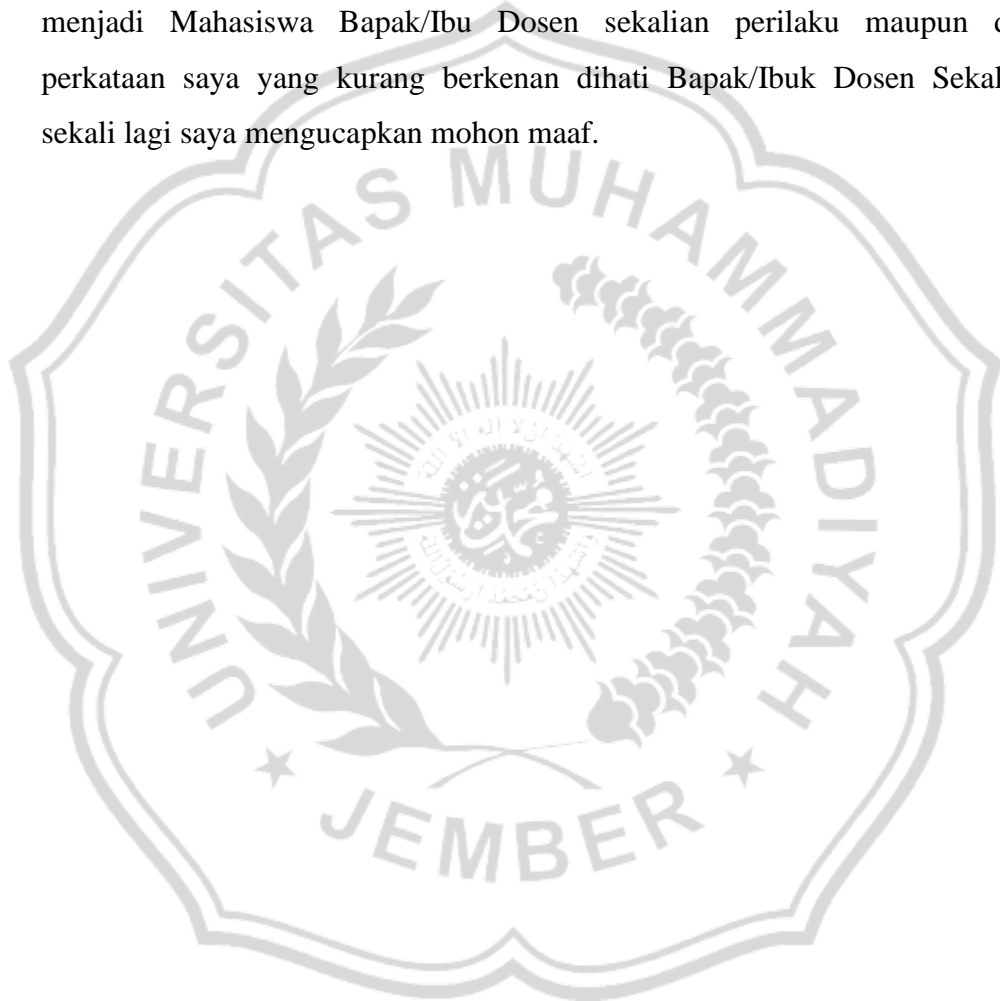 menjadi Mahasiswa Bapak/Ibu Dosen sekalian perilaku maupun
perkataan saya yang kurang berkenan dihati Bapak/Ibuk Dosen
sekali lagi saya mengucapkan mohon maaf.
UNIVERSITAS MUHAMMADIYAH
JEMBER